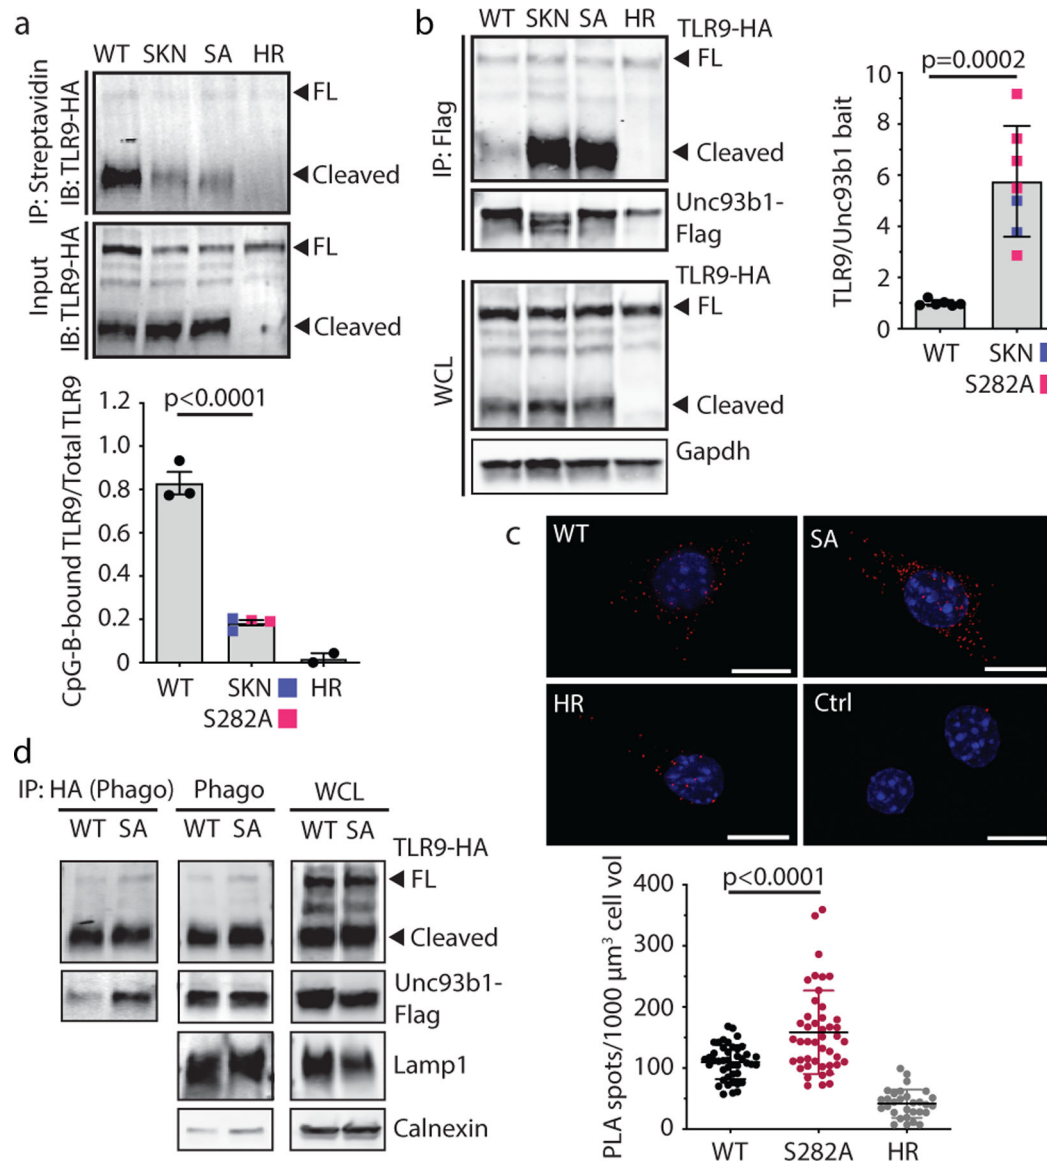 a
WT SKN SA HR
IP: Streptavidin
IB: TLR9-HA
FL
Cleaved
Input
IB: TLR9-HA
FL
Cleaved
CpG-B-bound TLR9/Total TLR9
1.2
1.0
0.8
0.6
0.4
0.2
0
p<0.0001
WT SKN HR
S282A
b
WT SKN SA HR
TLR9-HA
IP: Flag
FL
Cleaved
Unc93b1-
Flag
TLR9-HA
WCL
FL
Cleaved
Gapdh
TLR9/Unc93b1 bait
10
8
6
4
2
0
p=0.0002
WT SKN
S282A
c
WT
SA
HR
Ctrl
PLA spots/1000 µm³ cell vol
400
300
200
100
0
p<0.0001
WT S282A HR
d
IP: HA (Phago) Phago WCL
WT SA WT SA WT SA
TLR9-HA
FL
Cleaved
Unc93b1-
Flag
Lamp1
Calnexin